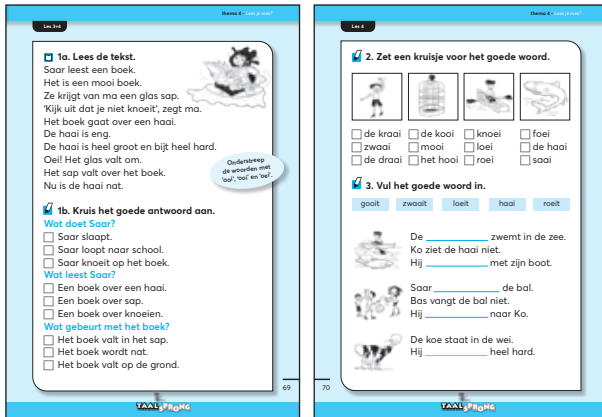 thema 4 - Lees je mee?
Les 3+4
1a. Lees de tekst.
Saar leest een boek.
Het is een mooi boek.
Ze krijgt van ma een glas sap.
'Kijk uit dat je niet knoeit', zegt ma.
Het boek gaat over een haai.
De haai is eng.
De haai is heel groot en bijt heel hard.
Oei! Het glas valt om.
Het sap valt over het boek.
Nu is de haai nat.
Onderstreep
de woorden met
'aai', 'ooi' en 'oei'.
1b. Kruis het goede antwoord aan.
Wat doet Saar?
Saar slaapt.
Saar loopt naar school.
Saar knoeit op het boek.
Wat leest Saar?
Een boek over een haai.
Een boek over sap.
Een boek over knoeien.
Wat gebeurt met het boek?
Het boek valt in het sap.
Het boek wordt nat.
Het boek valt op de grond.
69
TAALSPRONG
thema 4 - Lees je mee?
Les 4
2. Zet een kruisje voor het goede woord.
de kraai de kooi knoei foei
zwaai mooi loei de haai
de draai het hooi roei saai
3. Vul het goede woord in.
gooit zwaait loeit haai roeit
De ________ zwemt in de zee.
Ko ziet de haai niet.
Hij ________ met zijn boot.
Saar ________ de bal.
Bas vangt de bal niet.
Hij ________ naar Ko.
De koe staat in de wei.
Hij ________ heel hard.
70
TAALSPRONG